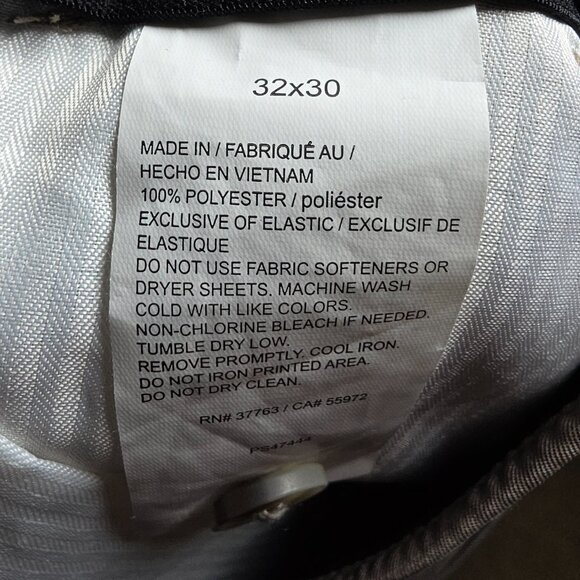 32x30
MADE IN / FABRIQUÉ AU /
HECHO EN VIETNAM
100% POLYESTER / poliéster
EXCLUSIVE OF ELASTIC / EXCLUSIF DE
ELASTIQUE
DO NOT USE FABRIC SOFTENERS OR
DRYER SHEETS. MACHINE WASH
COLD WITH LIKE COLORS.
NON-CHLORINE BLEACH IF NEEDED.
TUMBLE DRY LOW.
REMOVE PROMPTLY. COOL IRON.
DO NOT IRON PRINTED AREA.
DO NOT DRY CLEAN.
RN# 37763 / CA# 55972
PS47444